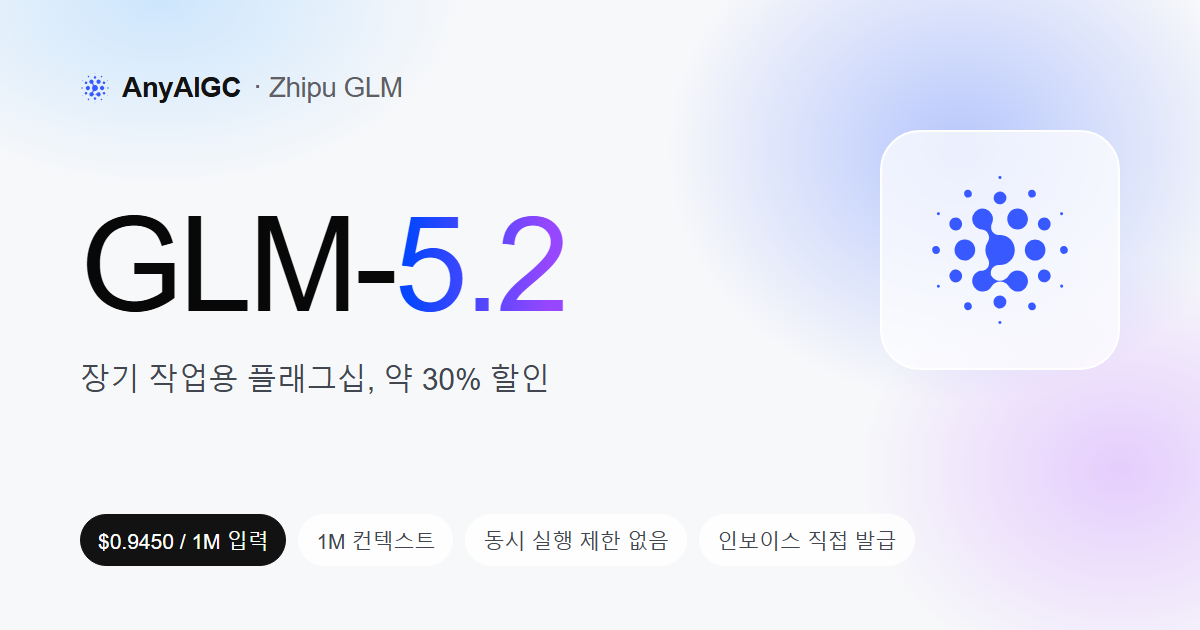 AnyAIGC · Zhipu GLM
GLM-5.2
장기 작업용 플래그십, 약 30% 할인
$0.9450 / 1M 입력
1M 컨텍스트
동시 실행 제한 없음
인보이스 직접 발급